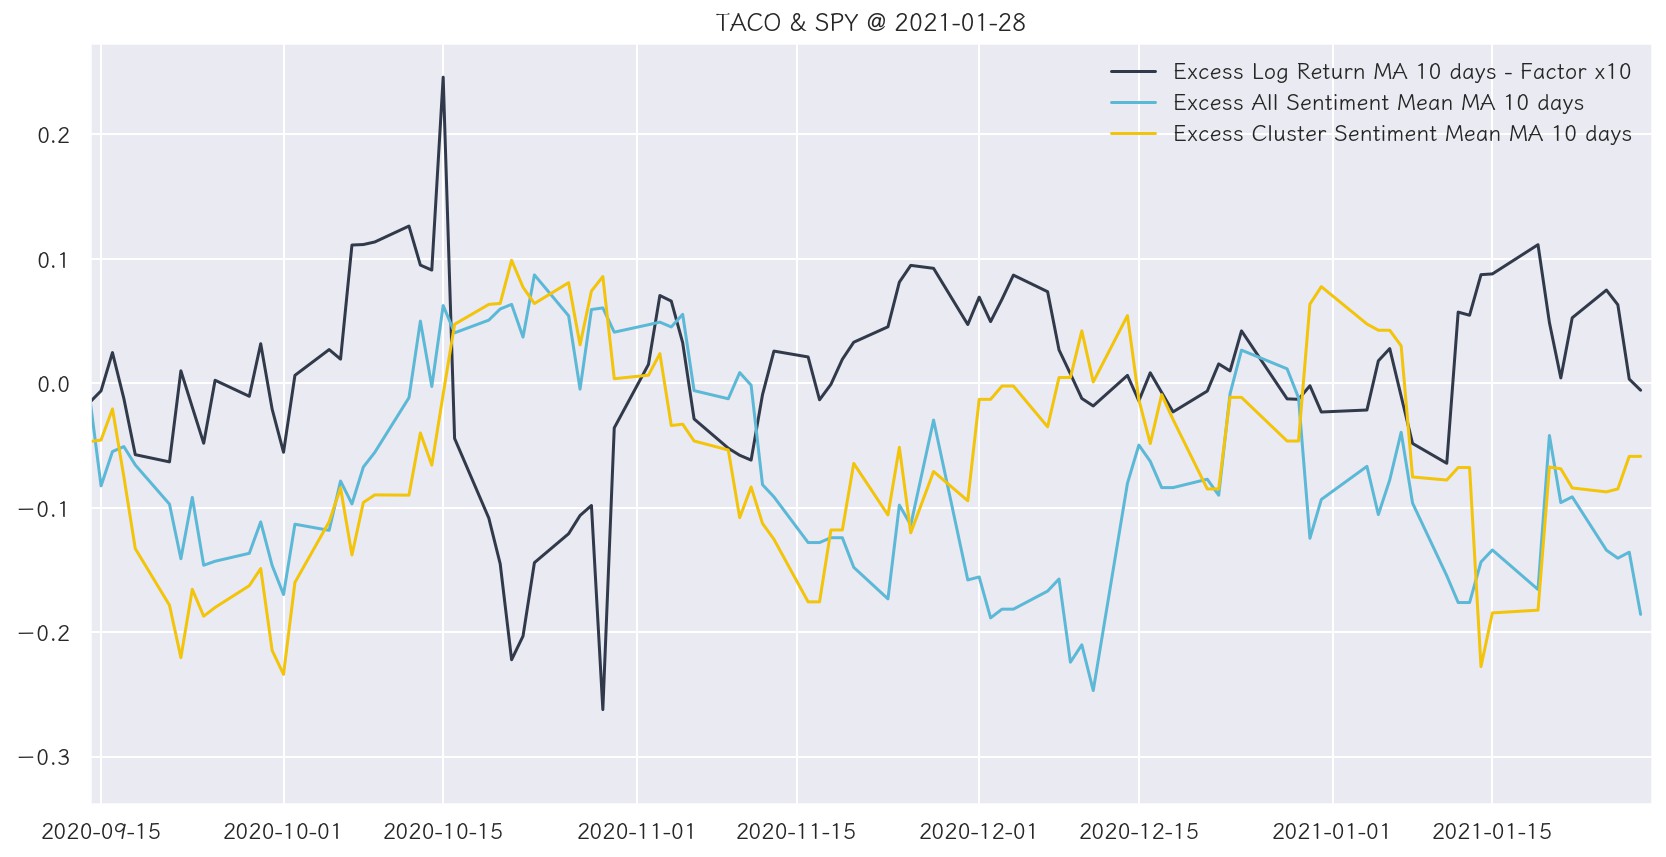 TACO & SPY @ 2021-01-28
Excess Log Return MA 10 days - Factor x10
Excess All Sentiment Mean MA 10 days
Excess Cluster Sentiment Mean MA 10 days
0.2
0.1
0.0
−0.1
−0.2
−0.3
2020-09-15 2020-10-01 2020-10-15 2020-11-01 2020-11-15 2020-12-01 2020-12-15 2021-01-01 2021-01-15